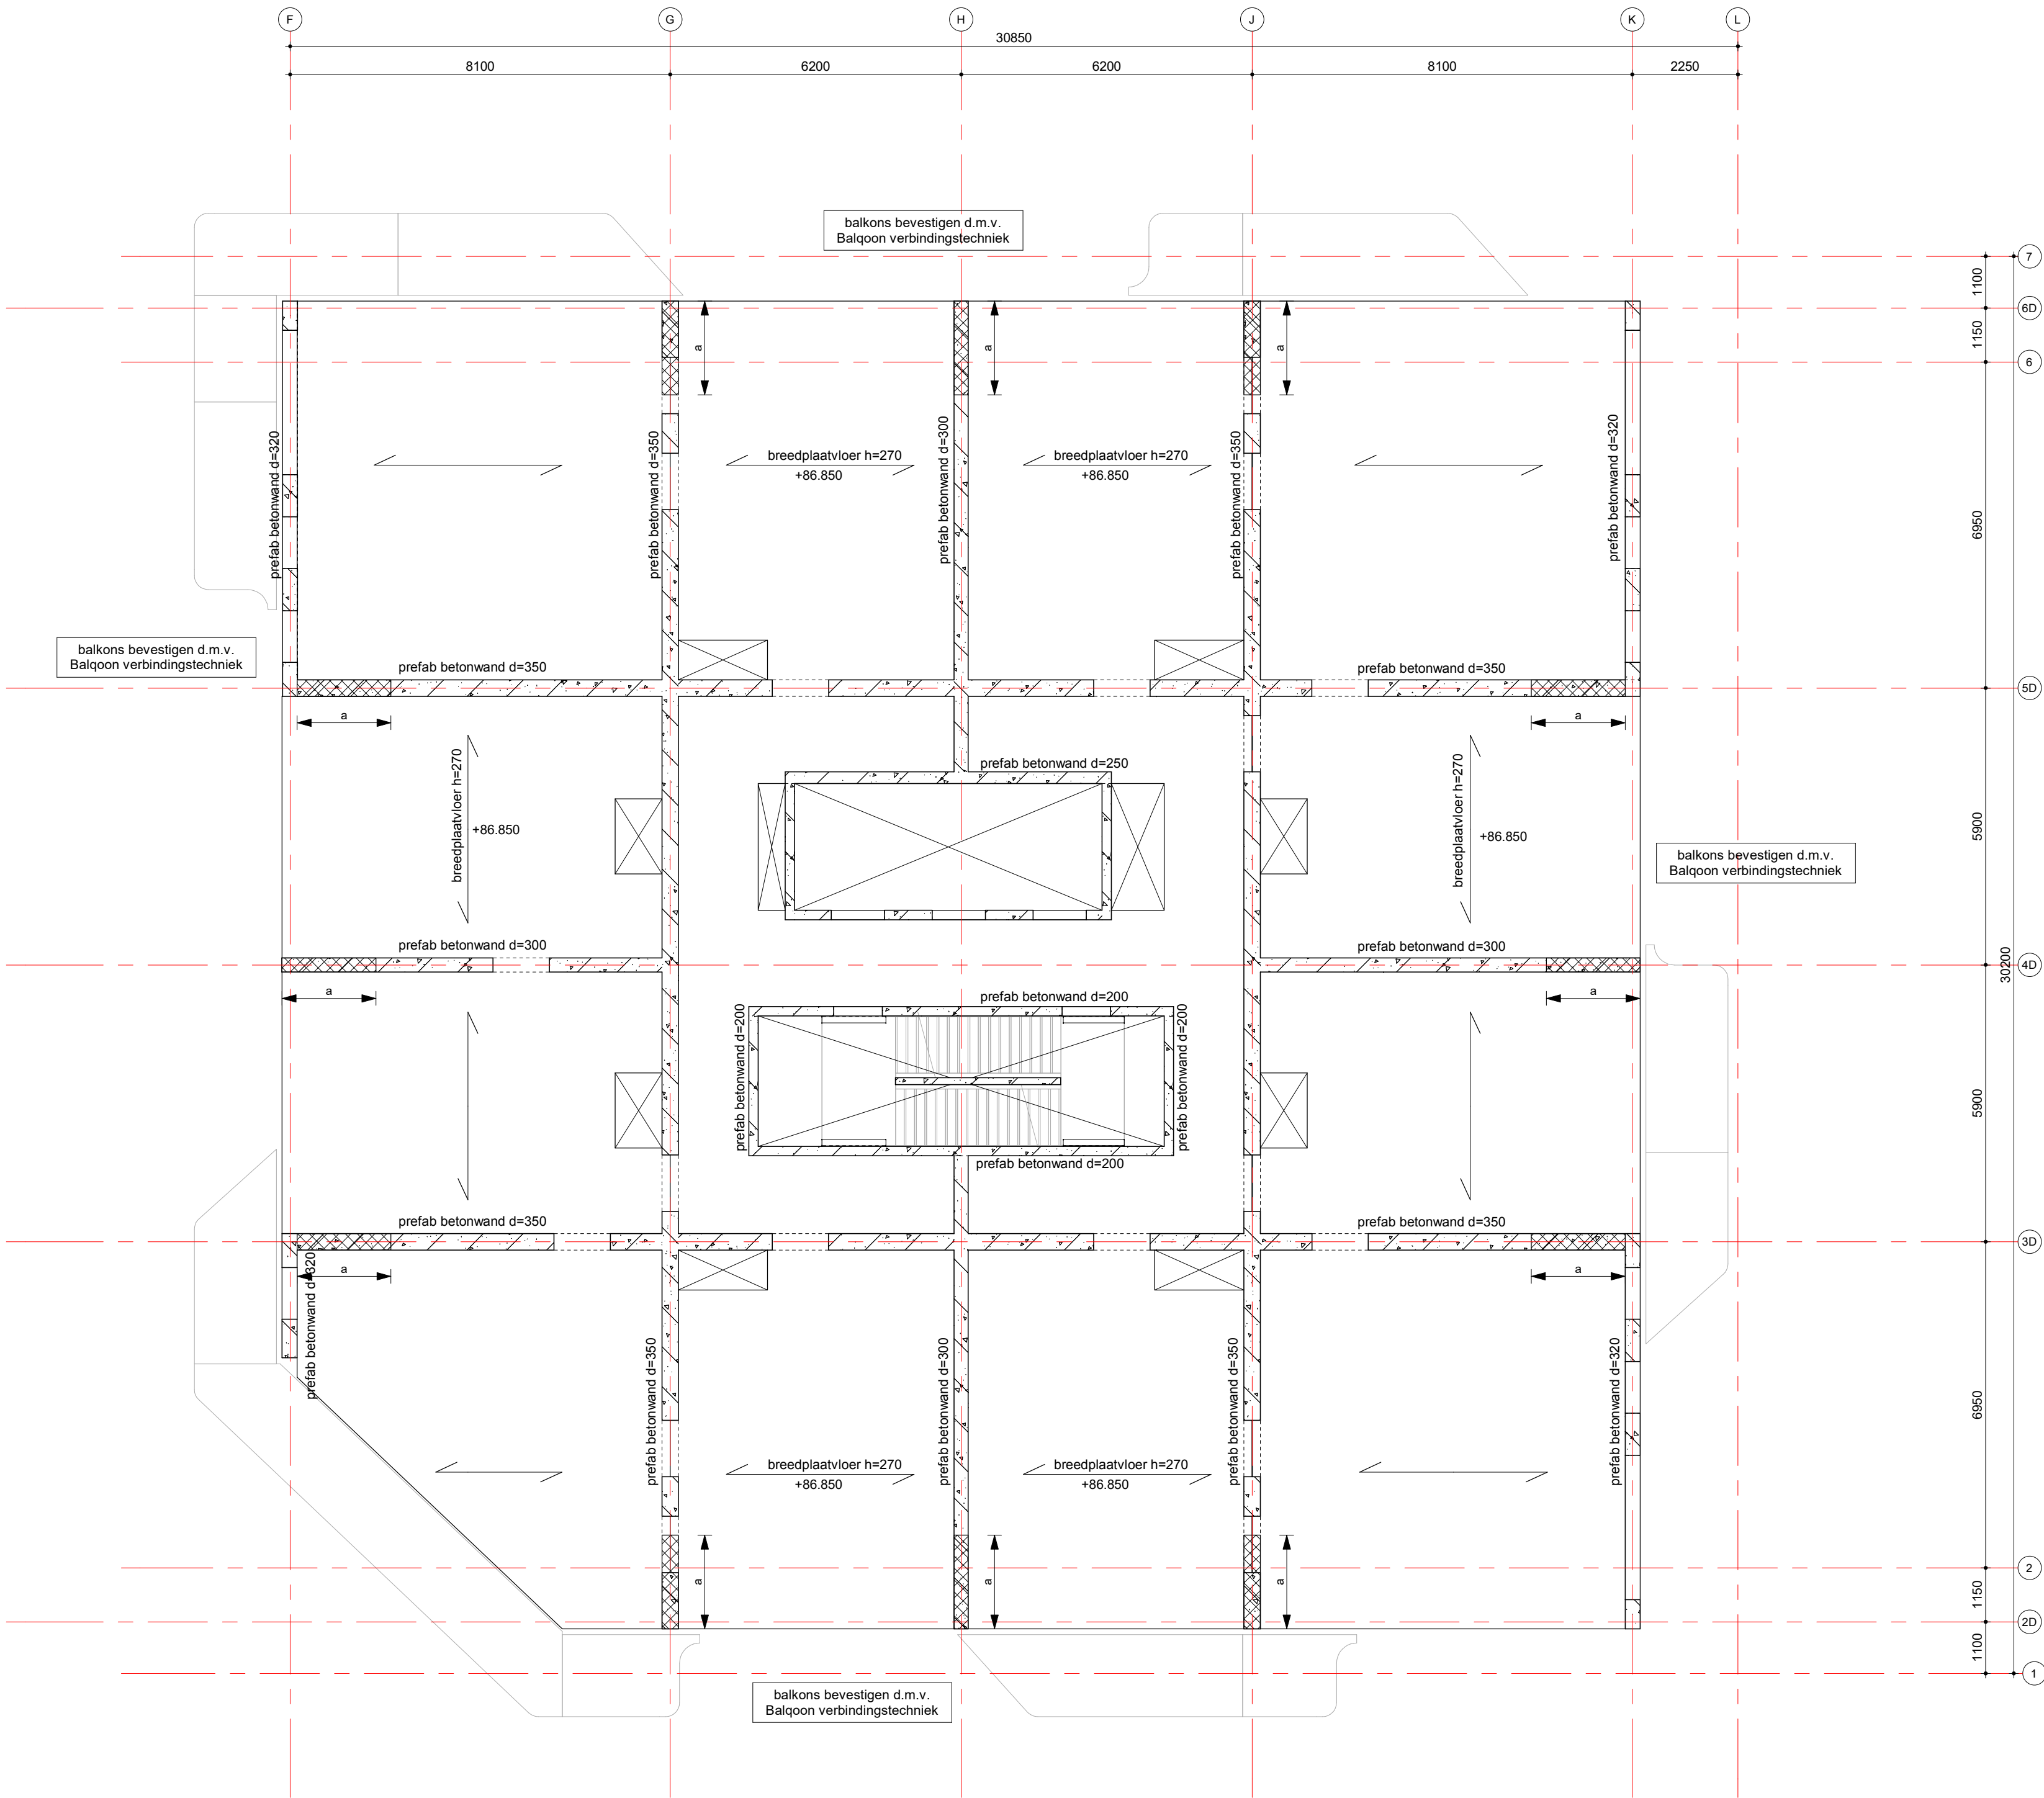 F
G
H
J
K
L
30850
8100
6200
6200
8100
2250
balkons bevestigen d.m.v.
Balqoon verbindingstechniek
7
1100
6D
1150
6
a
a
a
prefab betonwand d=320
prefab betonwand d=350
breedplaatvloer h=270
+86.850
prefab betonwand d=300
breedplaatvloer h=270
+86.850
prefab betonwand d=350
prefab betonwand d=320
6950
balkons bevestigen d.m.v.
Balqoon verbindingstechniek
prefab betonwand d=350
prefab betonwand d=350
5D
a
a
breedplaatvloer h=270
+86.850
prefab betonwand d=250
breedplaatvloer h=270
+86.850
5900
balkons bevestigen d.m.v.
Balqoon verbindingstechniek
prefab betonwand d=300
prefab betonwand d=300
30200
4D
a
a
prefab betonwand d=200
prefab betonwand d=200
prefab betonwand d=200
prefab betonwand d=200
5900
prefab betonwand d=350
prefab betonwand d=350
3D
a
a
prefab betonwand d=320
prefab betonwand d=350
prefab betonwand d=300
prefab betonwand d=350
prefab betonwand d=320
6950
breedplaatvloer h=270
+86.850
breedplaatvloer h=270
+86.850
a
a
a
2
1150
2D
1100
1
balkons bevestigen d.m.v.
Balqoon verbindingstechniek